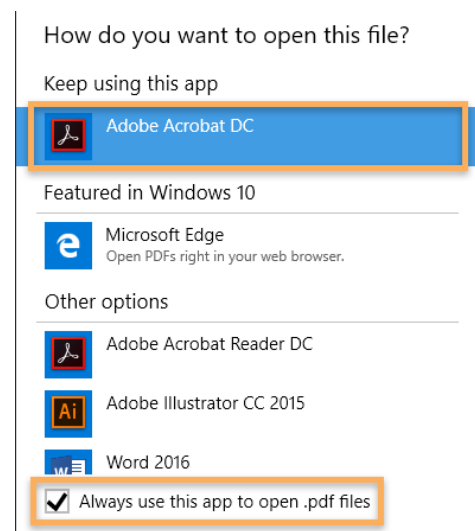 How do you want to open this file?
Keep using this app
Adobe Acrobat DC
Featured in Windows 10
Microsoft Edge
Open PDFs right in your web browser.
Other options
Adobe Acrobat Reader DC
Ai
Adobe Illustrator CC 2015
Word 2016
Always use this app to open .pdf files